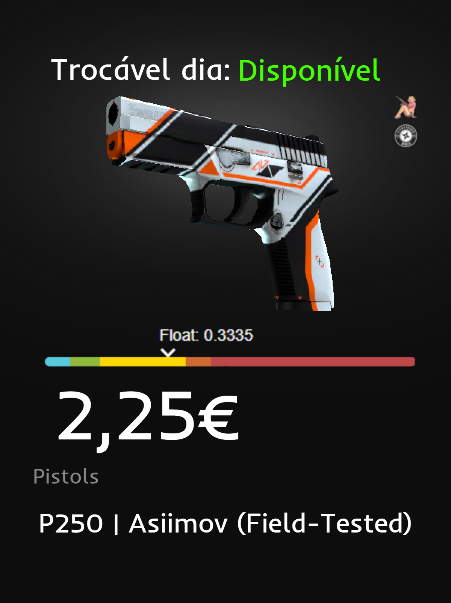 Trocável dia: Disponível
Float: 0.3335
2,25€
Pistols
P250 | Asiimov (Field-Tested)